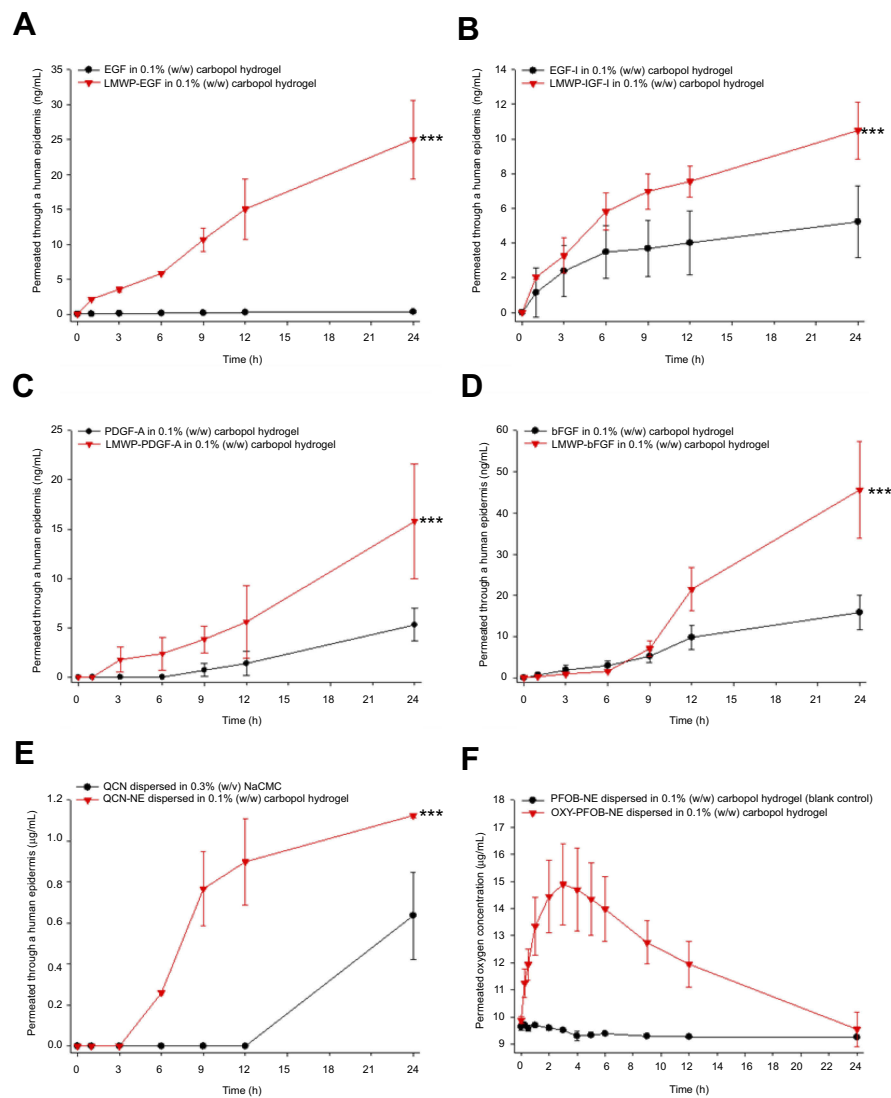 A
EGF in 0.1% (w/w) carbopol hydrogel
LMWP-EGF in 0.1% (w/w) carbopol hydrogel
Permeated through a human epidermis (ng/mL)
35
30
25
20
15
10
5
0
***
0 3 6 9 12 15 18 21 24
Time (h)
B
EGF-I in 0.1% (w/w) carbopol hydrogel
LMWP-IGF-I in 0.1% (w/w) carbopol hydrogel
Permeated through a human epidermis (ng/mL)
14
12
10
8
6
4
2
0
***
0 3 6 9 12 15 18 21 24
Time (h)
C
PDGF-A in 0.1% (w/w) carbopol hydrogel
LMWP-PDGF-A in 0.1% (w/w) carbopol hydrogel
Permeated through a human epidermis (ng/mL)
25
20
15
10
5
0
***
0 3 6 9 12 15 18 21 24
Time (h)
D
bFGF in 0.1% (w/w) carbopol hydrogel
LMWP-bFGF in 0.1% (w/w) carbopol hydrogel
Permeated through a human epidermis (ng/mL)
60
50
40
30
20
10
0
***
0 3 6 9 12 15 18 21 24
Time (h)
E
QCN dispersed in 0.3% (w/v) NaCMC
QCN-NE dispersed in 0.1% (w/w) carbopol hydrogel
Permeated through a human epidermis (µg/mL)
1.2
1.0
0.8
0.6
0.4
0.2
0.0
***
0 3 6 9 12 15 18 21 24
Time (h)
F
PFOB-NE dispersed in 0.1% (w/w) carbopol hydrogel (blank control)
OXY-PFOB-NE dispersed in 0.1% (w/w) carbopol hydrogel
Permeated oxygen concentration (µg/mL)
18
17
16
15
14
13
12
11
10
9
0 2 4 6 8 10 12 14 16 18 20 22 24
Time (h)